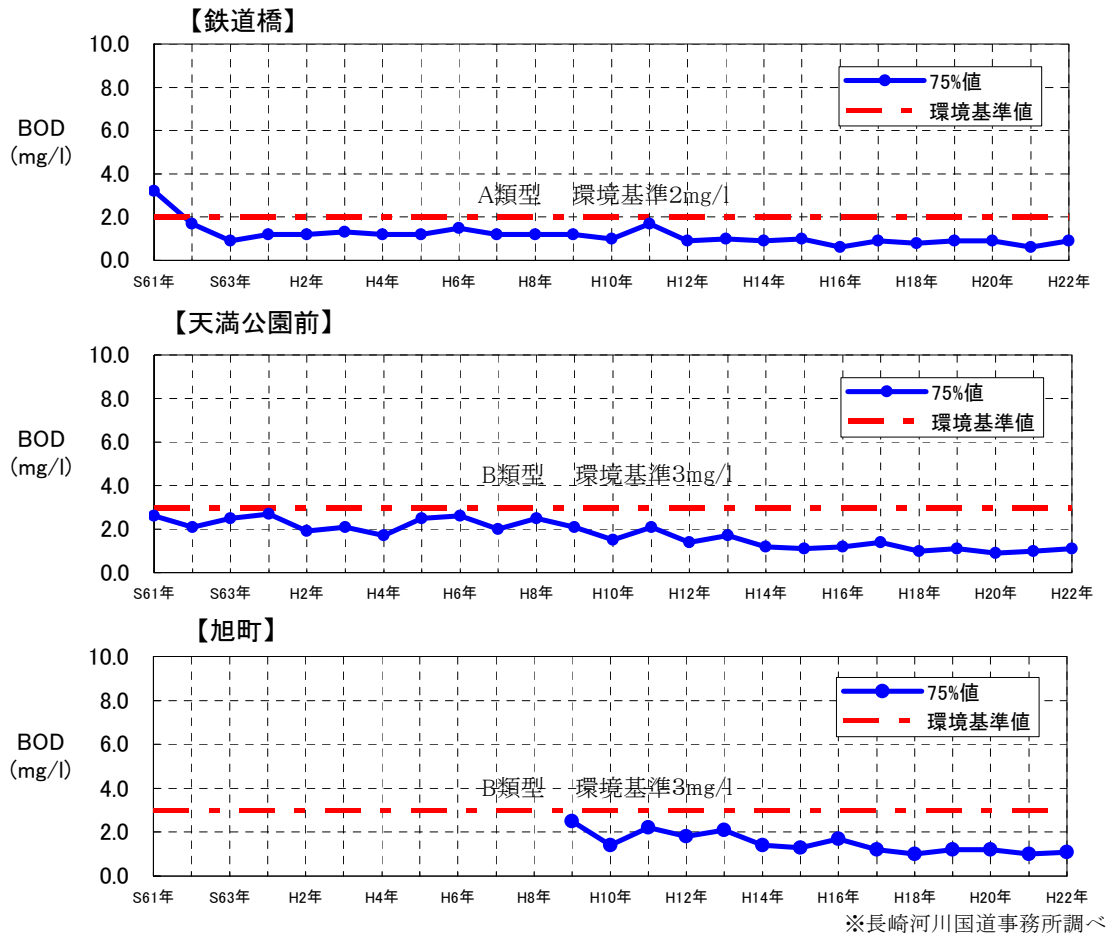 【鉄道橋】
10.0
8.0
6.0
4.0
2.0
0.0
BOD
(mg/l)
75%値
環境基準値
A類型 環境基準2mg/l
S61年 S63年 H2年 H4年 H6年 H8年 H10年 H12年 H14年 H16年 H18年 H20年 H22年
【天満公園前】
10.0
8.0
6.0
4.0
2.0
0.0
BOD
(mg/l)
75%値
環境基準値
B類型 環境基準3mg/l
S61年 S63年 H2年 H4年 H6年 H8年 H10年 H12年 H14年 H16年 H18年 H20年 H22年
【旭町】
10.0
8.0
6.0
4.0
2.0
0.0
BOD
(mg/l)
75%値
環境基準値
B類型 環境基準3mg/l
S61年 S63年 H2年 H4年 H6年 H8年 H10年 H12年 H14年 H16年 H18年 H20年 H22年
※長崎河川国道事務所調べ